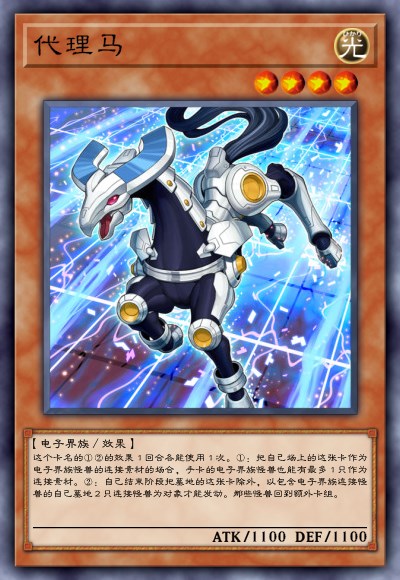 代理马
ひかり
光
【电子界族/效果】
这个卡名的①②的效果1回合各能使用1次。①：把自己场上的这张卡作为
电子界族怪兽的连接素材的场合，手卡的电子界族怪兽也能有最多1只作为
连接素材。②：自己结束阶段把墓地的这张卡除外，以包含电子界族连接怪
兽的自己墓地2只连接怪兽为对象才能发动。那些怪兽回到额外卡组。
ATK/1100 DEF/1100